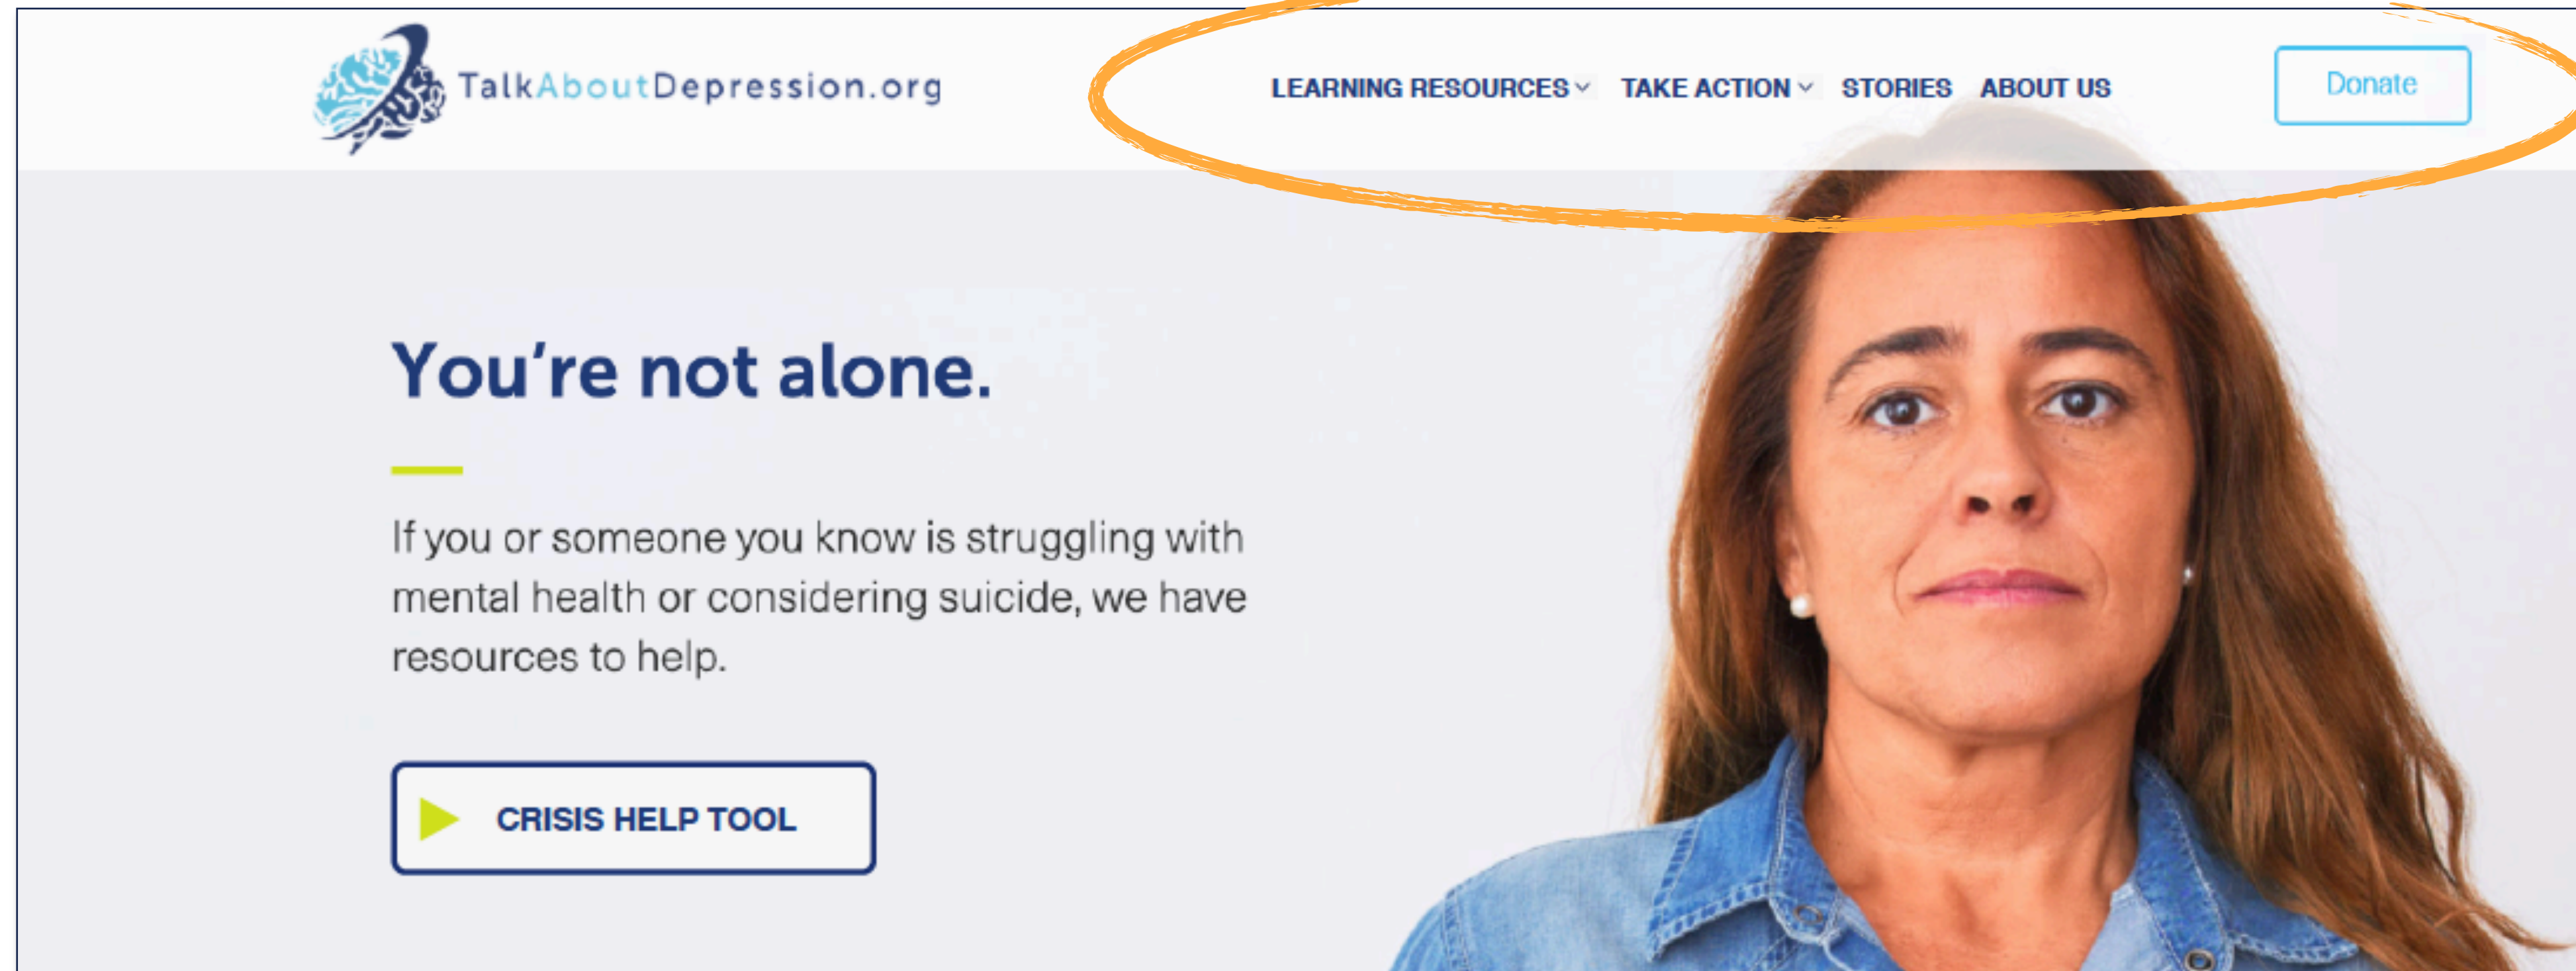 TalkAboutDepression.org
LEARNING RESOURCES TAKE ACTION STORIES ABOUT US Donate
You're not alone.
If you or someone you know is struggling with
mental health or considering suicide, we have
resources to help.
CRISIS HELP TOOL